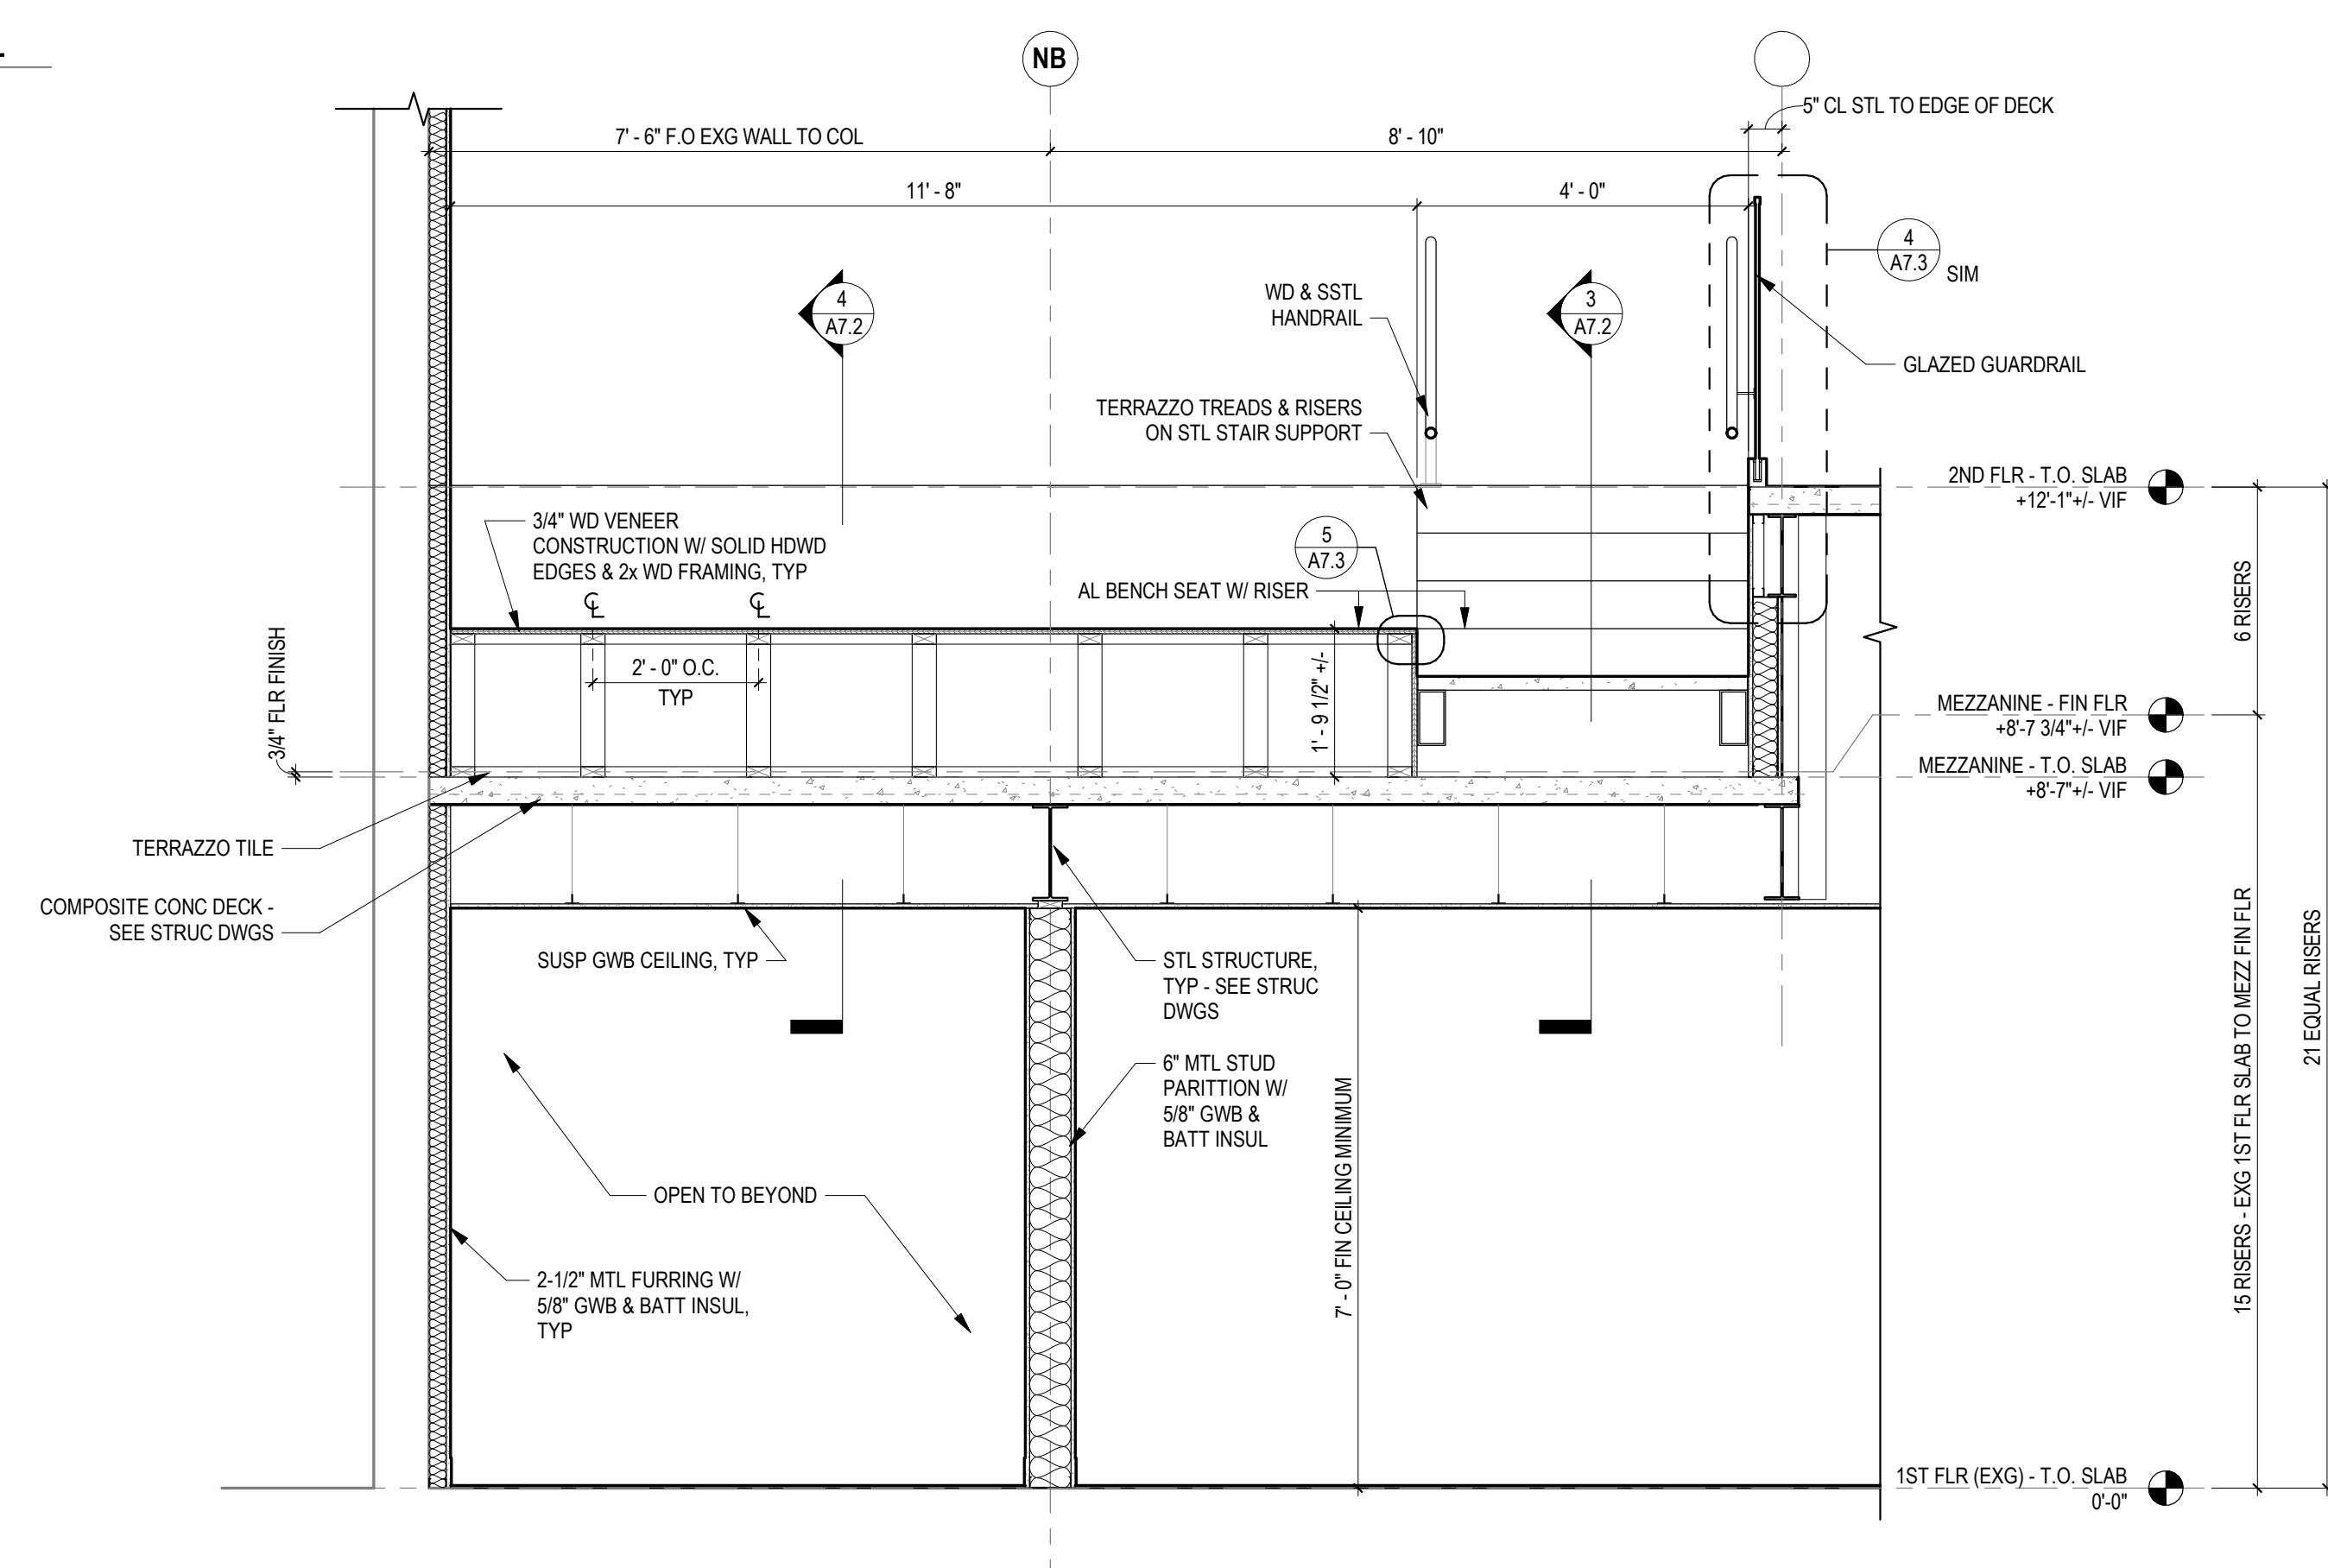 NB
5" CL STL TO EDGE OF DECK
7' - 6" F.O EXG WALL TO COL
8' - 10"
11' - 8"
4' - 0"
4
A7.3
SIM
4
A7.2
3
A7.2
WD & SSTL
HANDRAIL
GLAZED GUARDRAIL
TERRAZZO TREADS & RISERS
ON STL STAIR SUPPORT
2ND FLR - T.O. SLAB
+12'-1"+/- VIF
3/4" WD VENEER
CONSTRUCTION W/ SOLID HDWD
EDGES & 2x WD FRAMING, TYP
5
A7.3
AL BENCH SEAT W/ RISER
CL
CL
6 RISERS
3/4" FLR FINISH
2' - 0" O.C.
TYP
1' - 9 1/2" +/-
MEZZANINE - FIN FLR
+8'-7 3/4"+/- VIF
MEZZANINE - T.O. SLAB
+8'-7"+/- VIF
TERRAZZO TILE
COMPOSITE CONC DECK -
SEE STRUC DWGS
SUSP GWB CEILING, TYP
STL STRUCTURE,
TYP - SEE STRUC
DWGS
6" MTL STUD
PARITTION W/
5/8" GWB &
BATT INSUL
7' - 0" FIN CEILING MINIMUM
15 RISERS - EXG 1ST FLR SLAB TO MEZZ FIN FLR
21 EQUAL RISERS
OPEN TO BEYOND
2-1/2" MTL FURRING W/
5/8" GWB & BATT INSUL,
TYP
1ST FLR (EXG) - T.O. SLAB
0'-0"